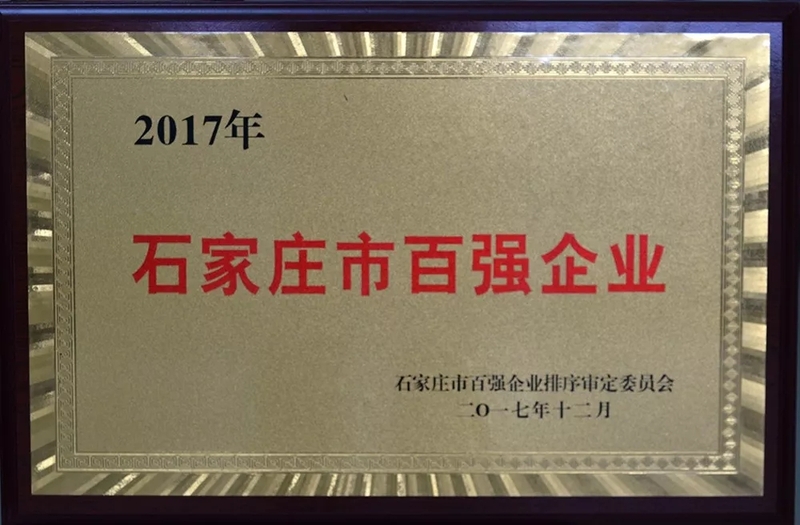 2017年
石家庄市百强企业
石家庄市百强企业排序审定委员会
二〇一七年十二月